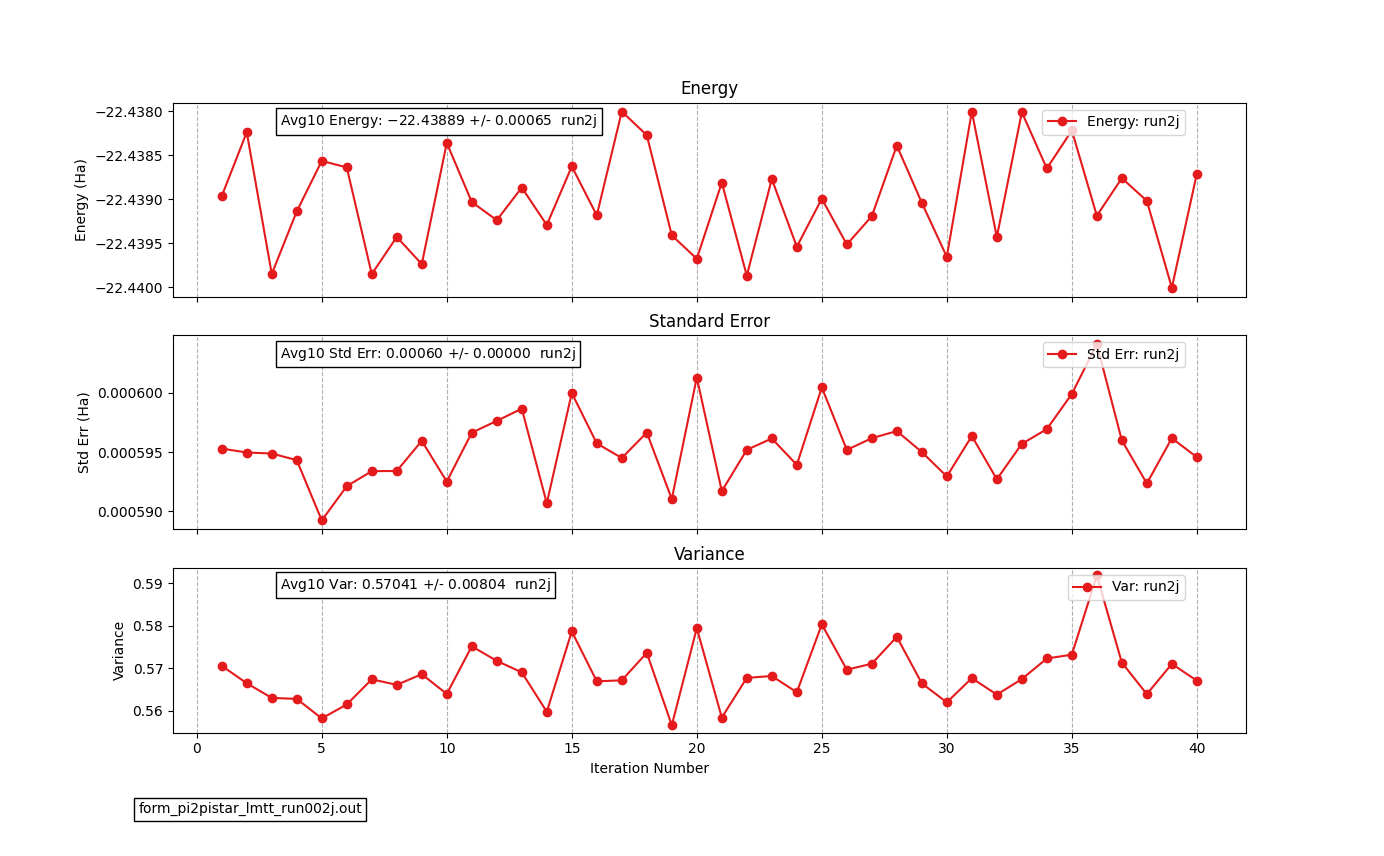 Energy
Avg10 Energy: −22.43889 +/- 0.00065  run2j
Energy: run2j
−22.4380
−22.4385
−22.4390
−22.4395
−22.4400
Energy (Ha)
Standard Error
Avg10 Std Err: 0.00060 +/- 0.00000  run2j
Std Err: run2j
0.000600
0.000595
0.000590
Std Err (Ha)
Variance
Avg10 Var: 0.57041 +/- 0.00804  run2j
Var: run2j
0.59
0.58
0.57
0.56
Variance
0 5 10 15 20 25 30 35 40
Iteration Number
form_pi2pistar_lmtt_run002j.out